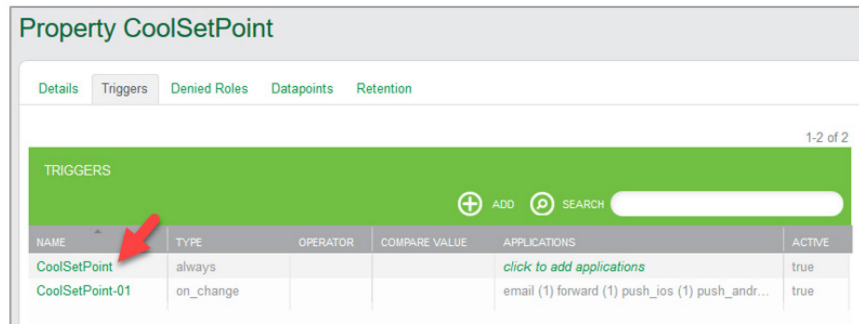 Property CoolSetPoint
Details Triggers Denied Roles Datapoints Retention
1-2 of 2
TRIGGERS
ADD SEARCH
NAME TYPE OPERATOR COMPARE VALUE APPLICATIONS ACTIVE
CoolSetPoint always click to add applications true
CoolSetPoint-01 on_change email (1) forward (1) push_ios (1) push_andr... true